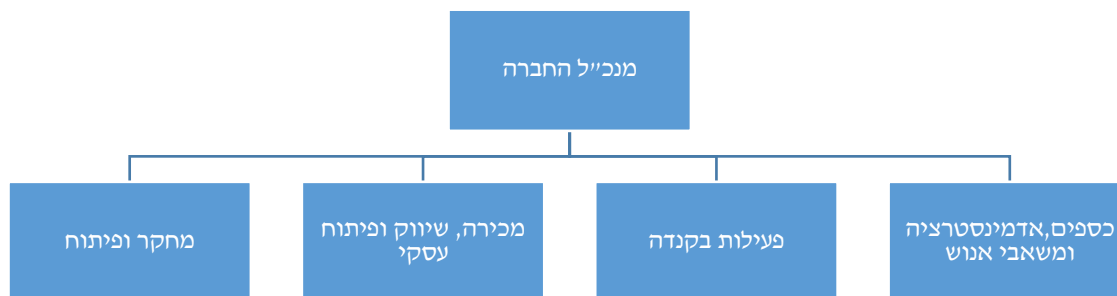 מנכ״ל החברה
כספים,אדמינסטרציה
ומשאבי אנוש
פעילות בקנדה
מכירה, שיווק ופיתוח
עסקי
מחקר ופיתוח